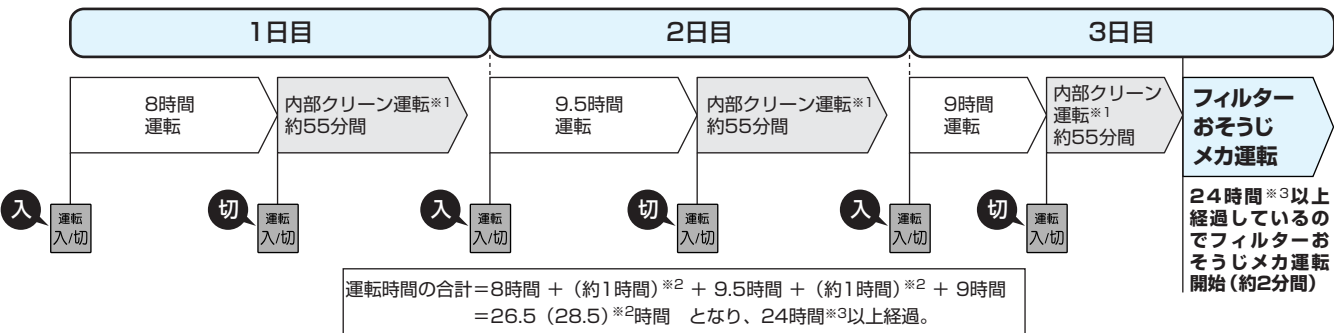 1日目
2日目
3日目
8時間
運転
内部クリーン運転※1
約55分間
9.5時間
運転
内部クリーン運転※1
約55分間
9時間
運転
内部クリーン
運転※1
約55分間
フィルター
おそうじ
メカ運転
入
運転
入/切
切
運転
入/切
入
運転
入/切
切
運転
入/切
入
運転
入/切
切
運転
入/切
24時間※3以上
経過しているの
でフィルターお
そうじメカ運転
開始(約2分間)
運転時間の合計=8時間 + (約1時間)※2 + 9.5時間 + (約1時間)※2 + 9時間
=26.5(28.5)※2時間 となり、24時間※3以上経過。